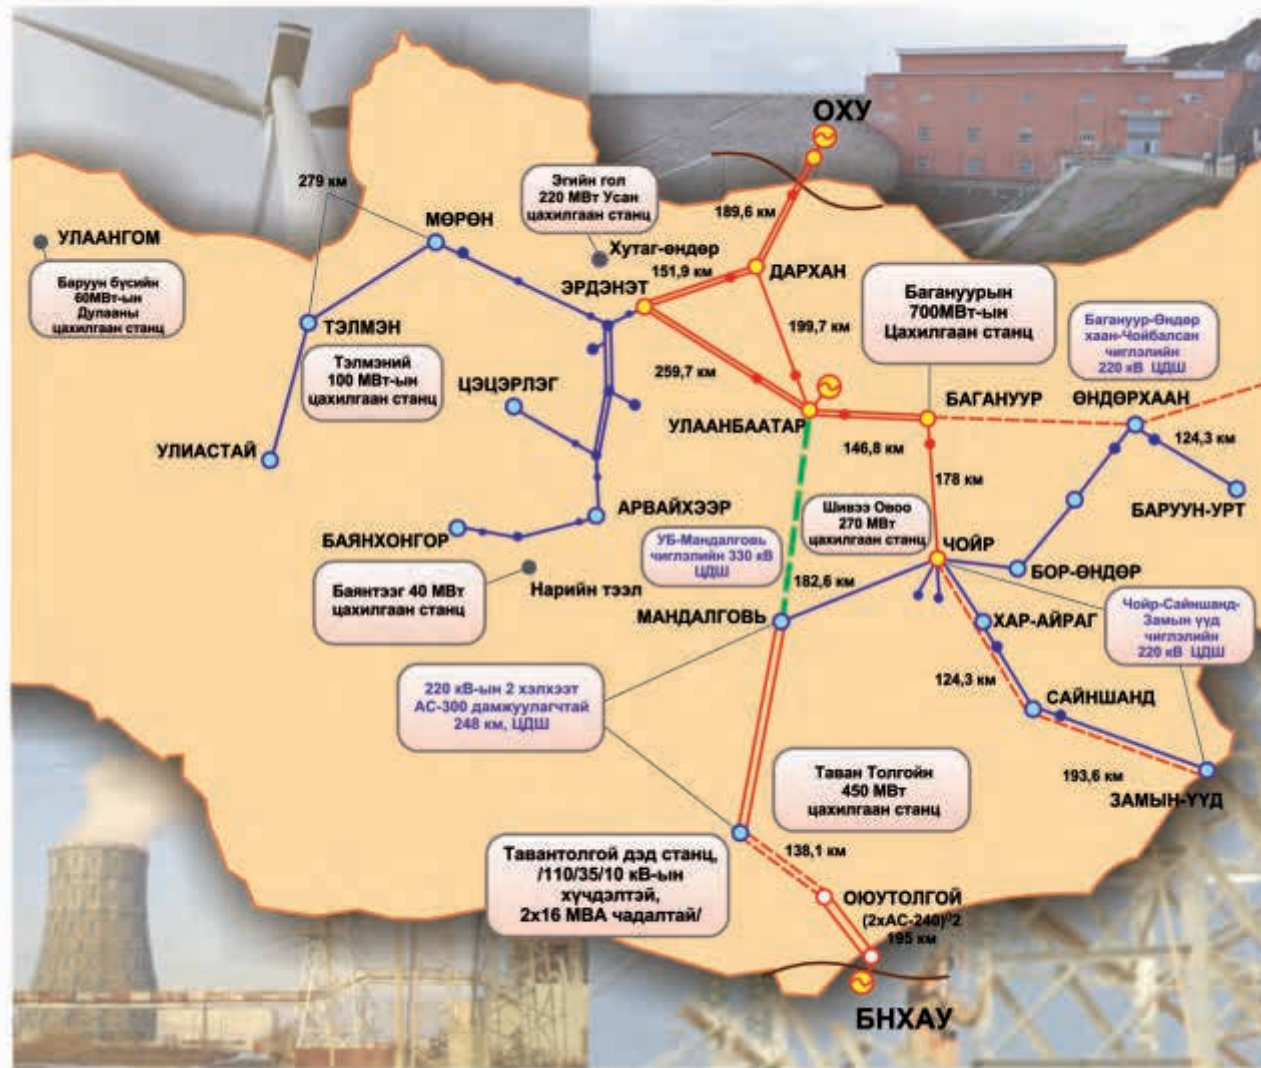 ОХУ
279 км
Эгийн гол
220 МВт Усан
цахилгаан станц
189,6 км
МӨРӨН
УЛААНГОМ
Хутаг-өндөр
151,9 км
ДАРХАН
Баруун бүсийн
60МВт-ын
Дулааны
цахилгаан станц
ЭРДЭНЭТ
Багануурын
700МВт-ын
Цахилгаан станц
Багануур-Өндөр
хаан-Чойбалсан
чиглэлийн
220 кВ ЦДШ
ТЭЛМЭН
199,7 км
Тэлмэний
100 МВт-ын
цахилгаан станц
259,7 км
ЦЭЦЭРЛЭГ
БАГАНУУР
ӨНДӨРХААН
УЛААНБААТАР
146,8 км
124,3 км
УЛИАСТАЙ
178 км
АРВАЙХЭЭР
Шивээ Овоо
270 МВт
цахилгаан станц
БАРУУН-УРТ
БАЯНХОНГОР
УБ-Мандалговь
чиглэлийн 330 кВ
ЦДШ
ЧОЙР
182,6 км
БОР-ӨНДӨР
Баянтээг 40 МВт
цахилгаан станц
Нарийн тээл
МАНДАЛГОВЬ
ХАР-АЙРАГ
Чойр-Сайншанд-
Замын үүд
чиглэлийн
220 кВ ЦДШ
220 кВ-ын 2 хэлхээт
АС-300 дамжуулагчтай
248 км, ЦДШ
124,3 км
САЙНШАНД
Таван Толгойн
450 МВт
цахилгаан станц
193,6 км
ЗАМЫН-ҮҮД
Тавантолгой дэд станц,
/110/35/10 кВ-ын
хүчдэлтэй,
2х16 МВА чадалтай/
138,1 км
ОЮУТОЛГОЙ
(2хАС-240)⁰2
195 км
БНХАУ